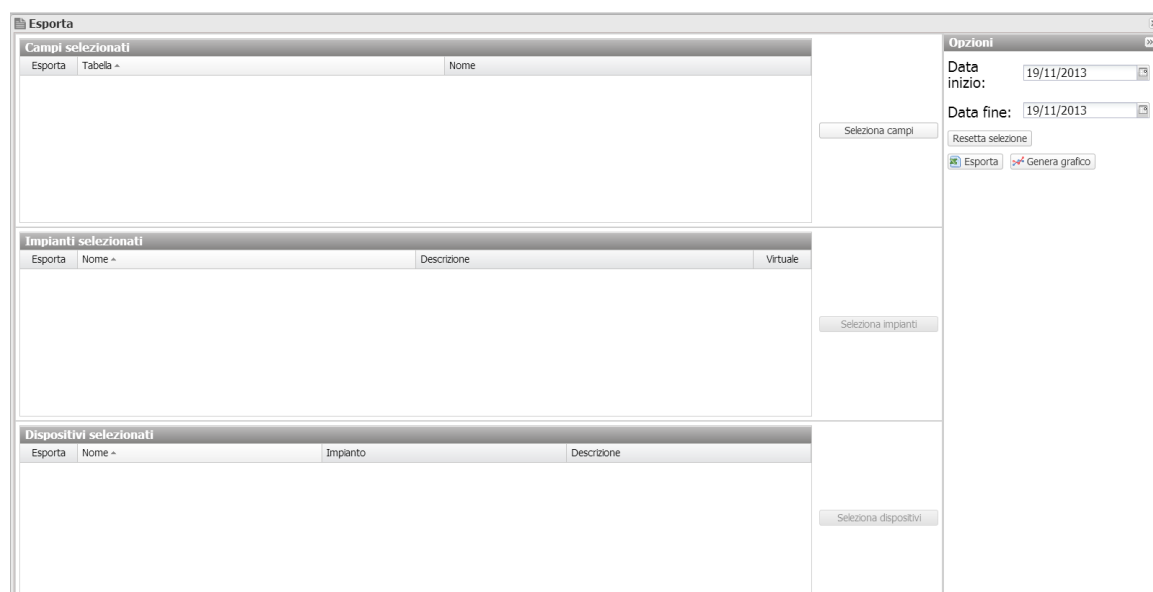 Esporta
Campi selezionati
Esporta Tabella Nome
Seleziona campi
Impianti selezionati
Esporta Nome Descrizione Virtuale
Seleziona impianti
Dispositivi selezionati
Esporta Nome Impianto Descrizione
Seleziona dispositivi
Opzioni
Data
inizio: 19/11/2013
Data fine: 19/11/2013
Resetta selezione
Esporta Genera grafico